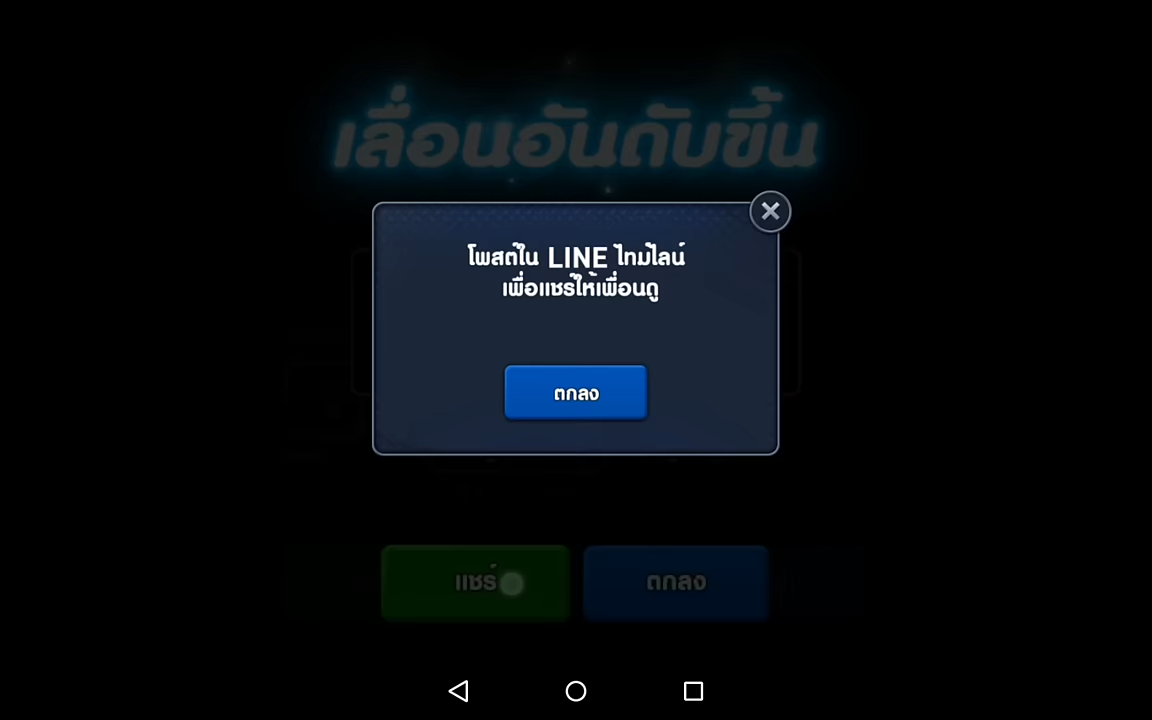 เลื่อนอันดับขึ้น
โพสต์ใน LINE ไทม์ไลน์
เพื่อแชร์ให้เพื่อนดู
ตกลง
แชร์
ตกลง